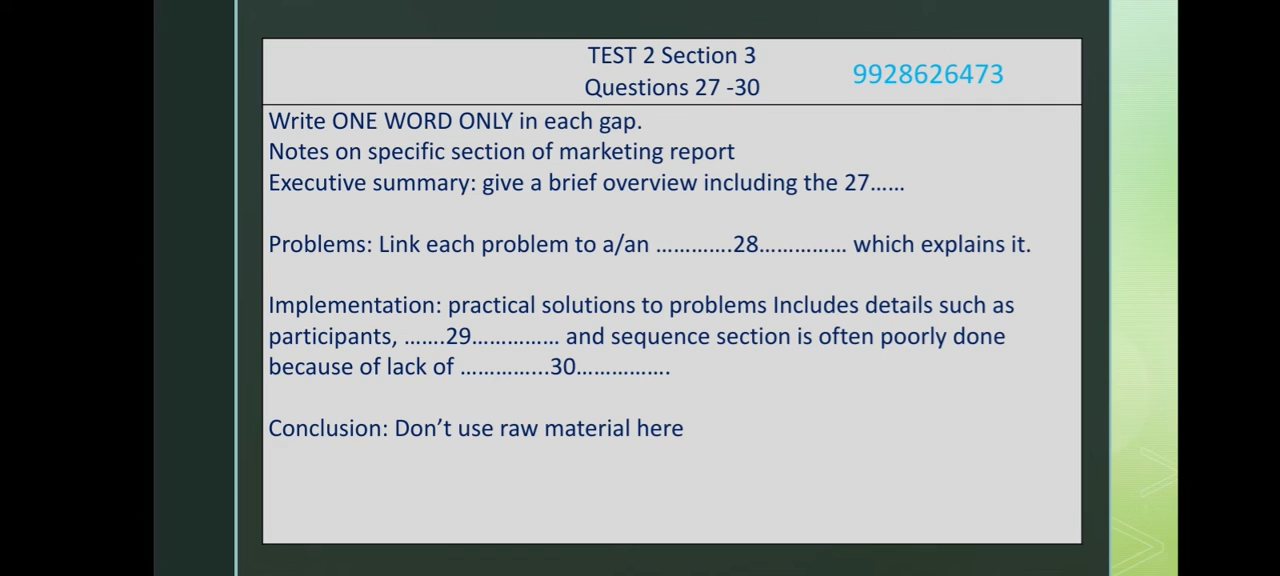 TEST 2 Section 3
Questions 27 -30
9928626473
Write ONE WORD ONLY in each gap.
Notes on specific section of marketing report
Executive summary: give a brief overview including the 27……
Problems: Link each problem to a/an ………….28…………… which explains it.
Implementation: practical solutions to problems Includes details such as
participants, …….29…………… and sequence section is often poorly done
because of lack of …………...30…………….
Conclusion: Don’t use raw material here